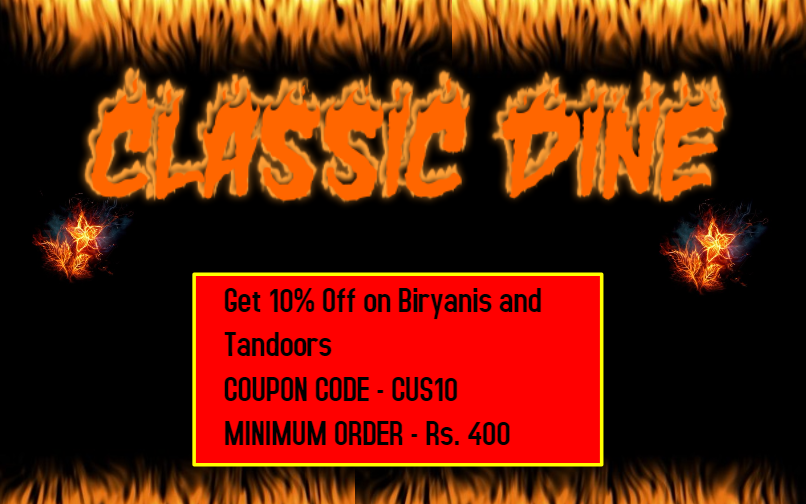 CLASSIC DINE
Get 10% Off on Biryanis and
Tandoors
COUPON CODE - CUS10
MINIMUM ORDER - Rs. 400